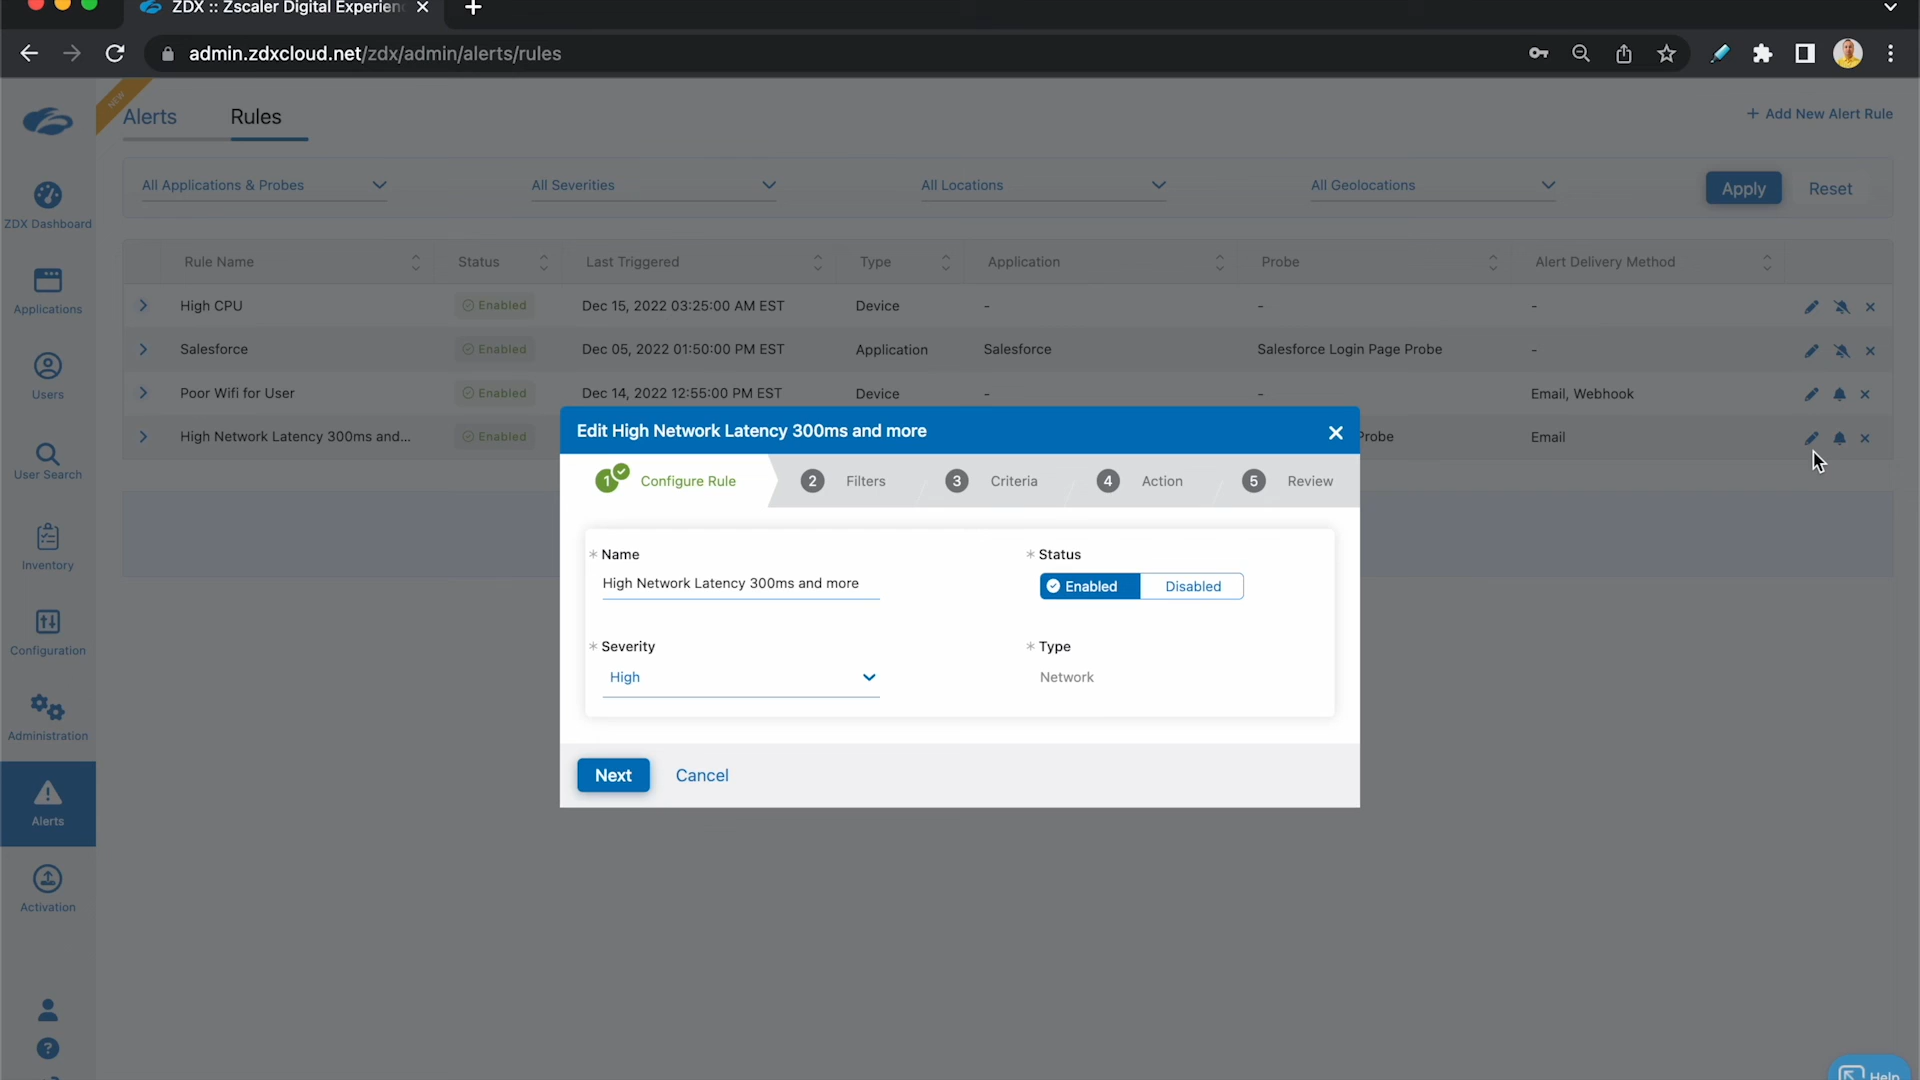 ZDX :: Zscaler Digital Experien
admin.zdxcloud.net/zdx/admin/alerts/rules
NEW
Alerts
Rules
+ Add New Alert Rule
All Applications & Probes
All Severities
All Locations
All Geolocations
Apply
Reset
ZDX Dashboard
Applications
Users
User Search
Inventory
Configuration
Administration
Alerts
Activation
Rule Name
Status
Last Triggered
Type
Application
Probe
Alert Delivery Method
High CPU
Enabled
Dec 15, 2022 03:25:00 AM EST
Device
-
-
-
Salesforce
Enabled
Dec 05, 2022 01:50:00 PM EST
Application
Salesforce
Salesforce Login Page Probe
-
Poor Wifi for User
Enabled
Dec 14, 2022 12:55:00 PM EST
Device
-
-
Email, Webhook
High Network Latency 300ms and...
Enabled
Probe
Email
Edit High Network Latency 300ms and more
1 Configure Rule
2 Filters
3 Criteria
4 Action
5 Review
* Name
High Network Latency 300ms and more
* Status
Enabled
Disabled
* Severity
High
* Type
Network
Next
Cancel
?
Help